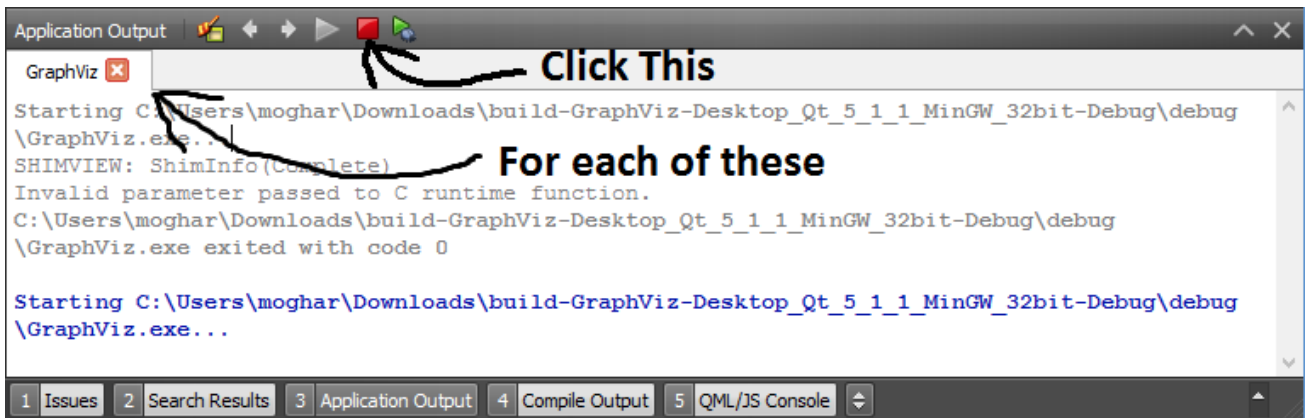 Application Output
GraphViz
Click This
Starting C:\Users\moghar\Downloads\build-GraphViz-Desktop_Qt_5_1_1_MinGW_32bit-Debug\debug
\GraphViz.exe...
For each of these
SHIMVIEW: ShimInfo(Complete)
Invalid parameter passed to C runtime function.
C:\Users\moghar\Downloads\build-GraphViz-Desktop_Qt_5_1_1_MinGW_32bit-Debug\debug
\GraphViz.exe exited with code 0
Starting C:\Users\moghar\Downloads\build-GraphViz-Desktop_Qt_5_1_1_MinGW_32bit-Debug\debug
\GraphViz.exe...
1 Issues 2 Search Results 3 Application Output 4 Compile Output 5 QML/JS Console